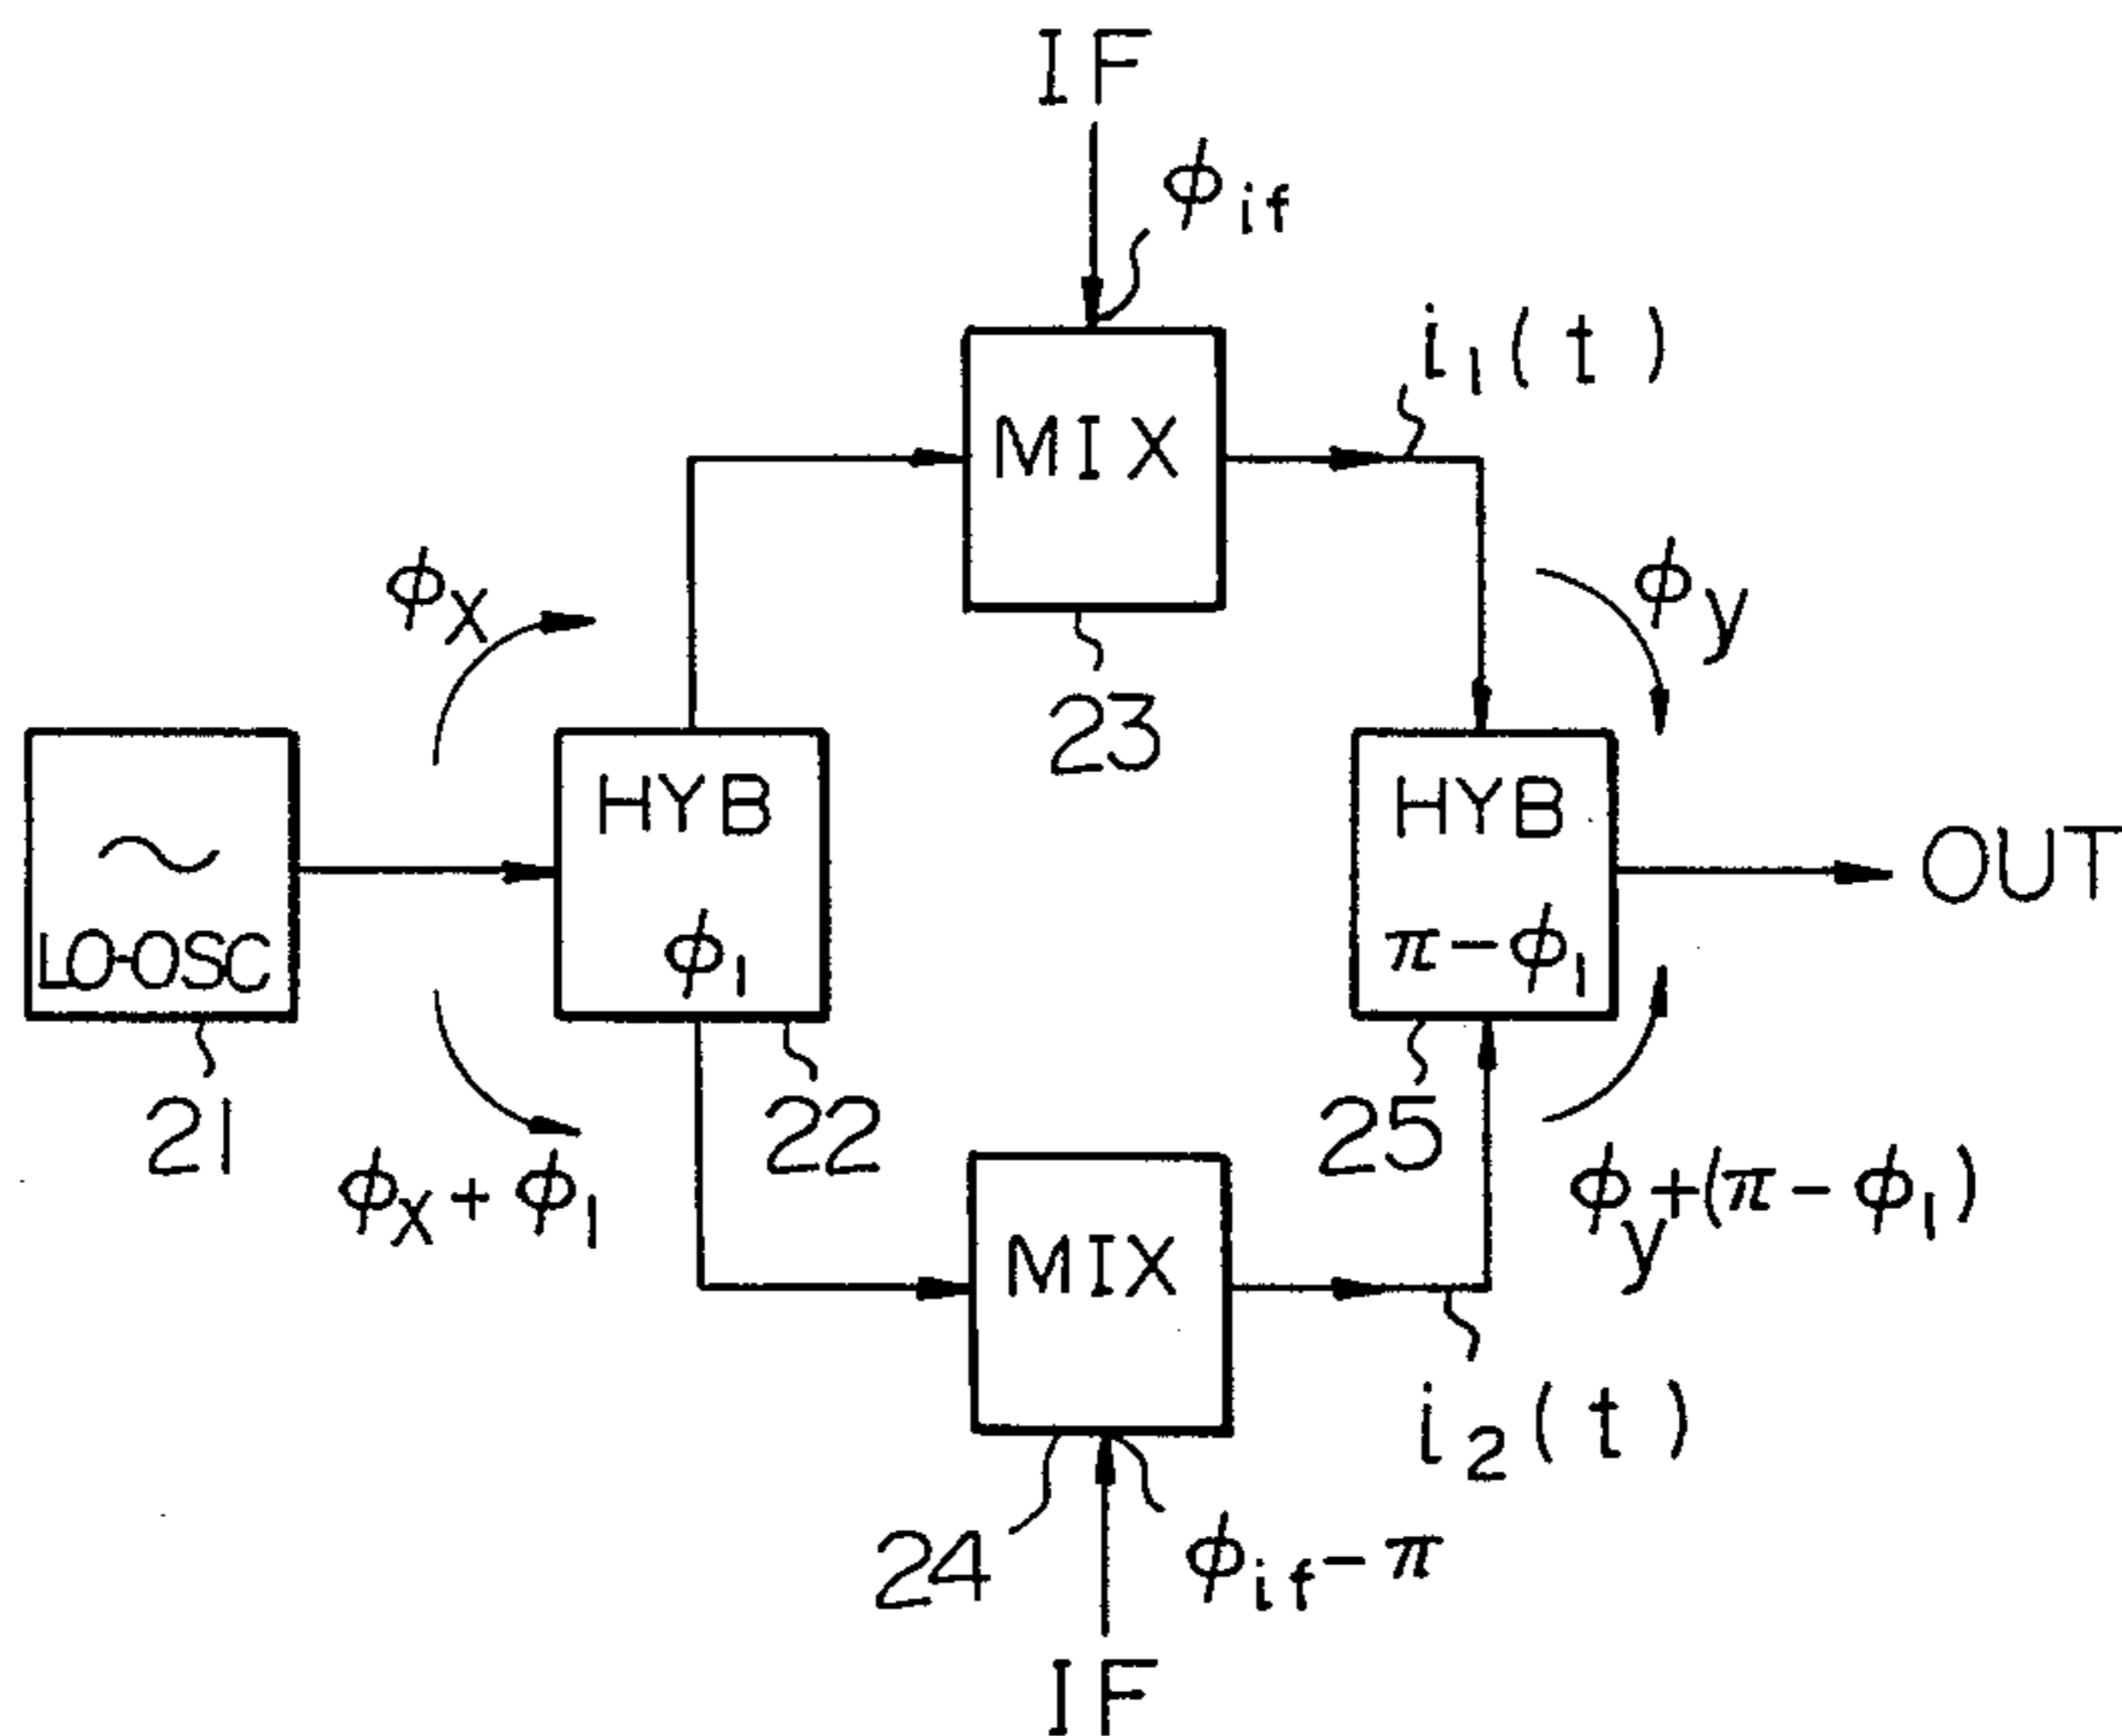 IF
ϕif
MIX
i1(t)
23
ϕx
ϕy
LO-OSC
21
HYB
ϕ1
22
HYB
π-ϕ1
25
OUT
ϕx+ϕ1
ϕy+(π-ϕ1)
MIX
i2(t)
24
ϕif-π
IF